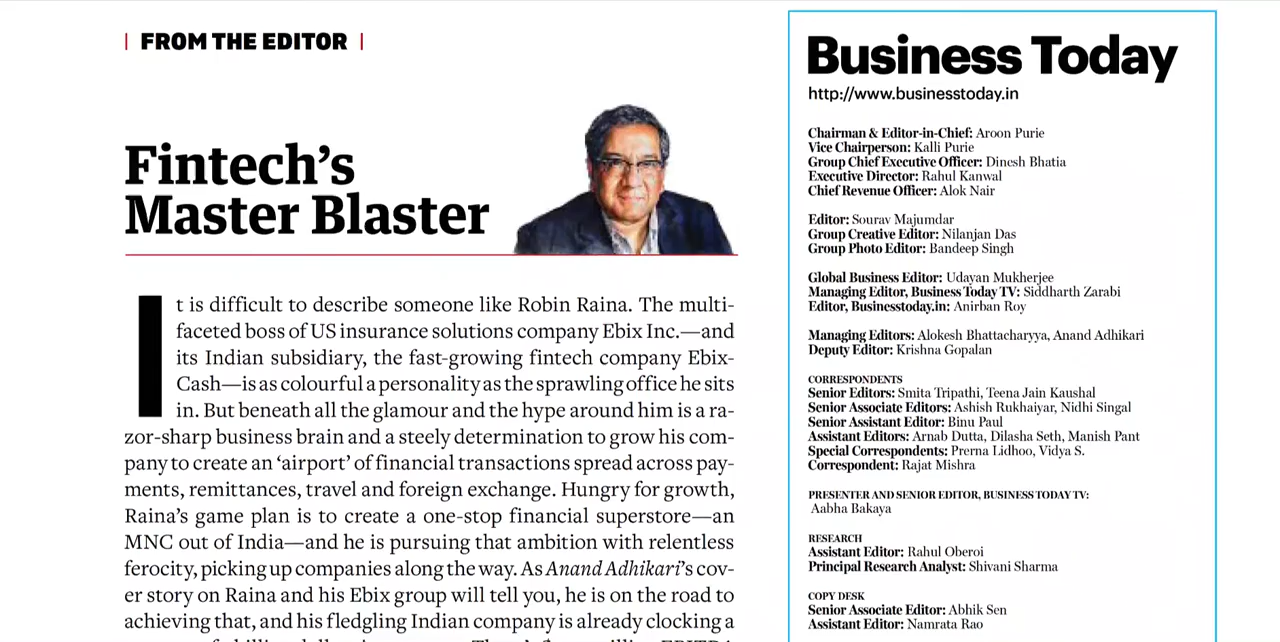 | FROM THE EDITOR |
Fintech's
Master Blaster
It is difficult to describe someone like Robin Raina. The multi-
faceted boss of US insurance solutions company Ebix Inc.—and
its Indian subsidiary, the fast-growing fintech company Ebix-
Cash—is as colourful a personality as the sprawling office he sits
in. But beneath all the glamour and the hype around him is a ra-
zor-sharp business brain and a steely determination to grow his com-
pany to create an ‘airport’ of financial transactions spread across pay-
ments, remittances, travel and foreign exchange. Hungry for growth,
Raina’s game plan is to create a one-stop financial superstore—an
MNC out of India—and he is pursuing that ambition with relentless
ferocity, picking up companies along the way. As Anand Adhikari’s cov-
er story on Raina and his Ebix group will tell you, he is on the road to
achieving that, and his fledgling Indian company is already clocking a
Business Today
http://www.businesstoday.in
Chairman & Editor-in-Chief: Aroon Purie
Vice Chairperson: Kalli Purie
Group Chief Executive Officer: Dinesh Bhatia
Executive Director: Rahul Kanwal
Chief Revenue Officer: Alok Nair
Editor: Sourav Majumdar
Group Creative Editor: Nilanjan Das
Group Photo Editor: Bandeep Singh
Global Business Editor: Udayan Mukherjee
Managing Editor, Business Today TV: Siddharth Zarabi
Editor, Businesstoday.in: Anirban Roy
Managing Editors: Alokesh Bhattacharyya, Anand Adhikari
Deputy Editor: Krishna Gopalan
CORRESPONDENTS
Senior Editors: Smita Tripathi, Teena Jain Kaushal
Senior Associate Editors: Ashish Rukhaiyar, Nidhi Singal
Senior Assistant Editor: Binu Paul
Assistant Editors: Arnab Dutta, Dilasha Seth, Manish Pant
Special Correspondents: Prerna Lidhoo, Vidya S.
Correspondent: Rajat Mishra
PRESENTER AND SENIOR EDITOR, BUSINESS TODAY TV:
Aabha Bakaya
RESEARCH
Assistant Editor: Rahul Oberoi
Principal Research Analyst: Shivani Sharma
COPY DESK
Senior Associate Editor: Abhik Sen
Assistant Editor: Namrata Rao